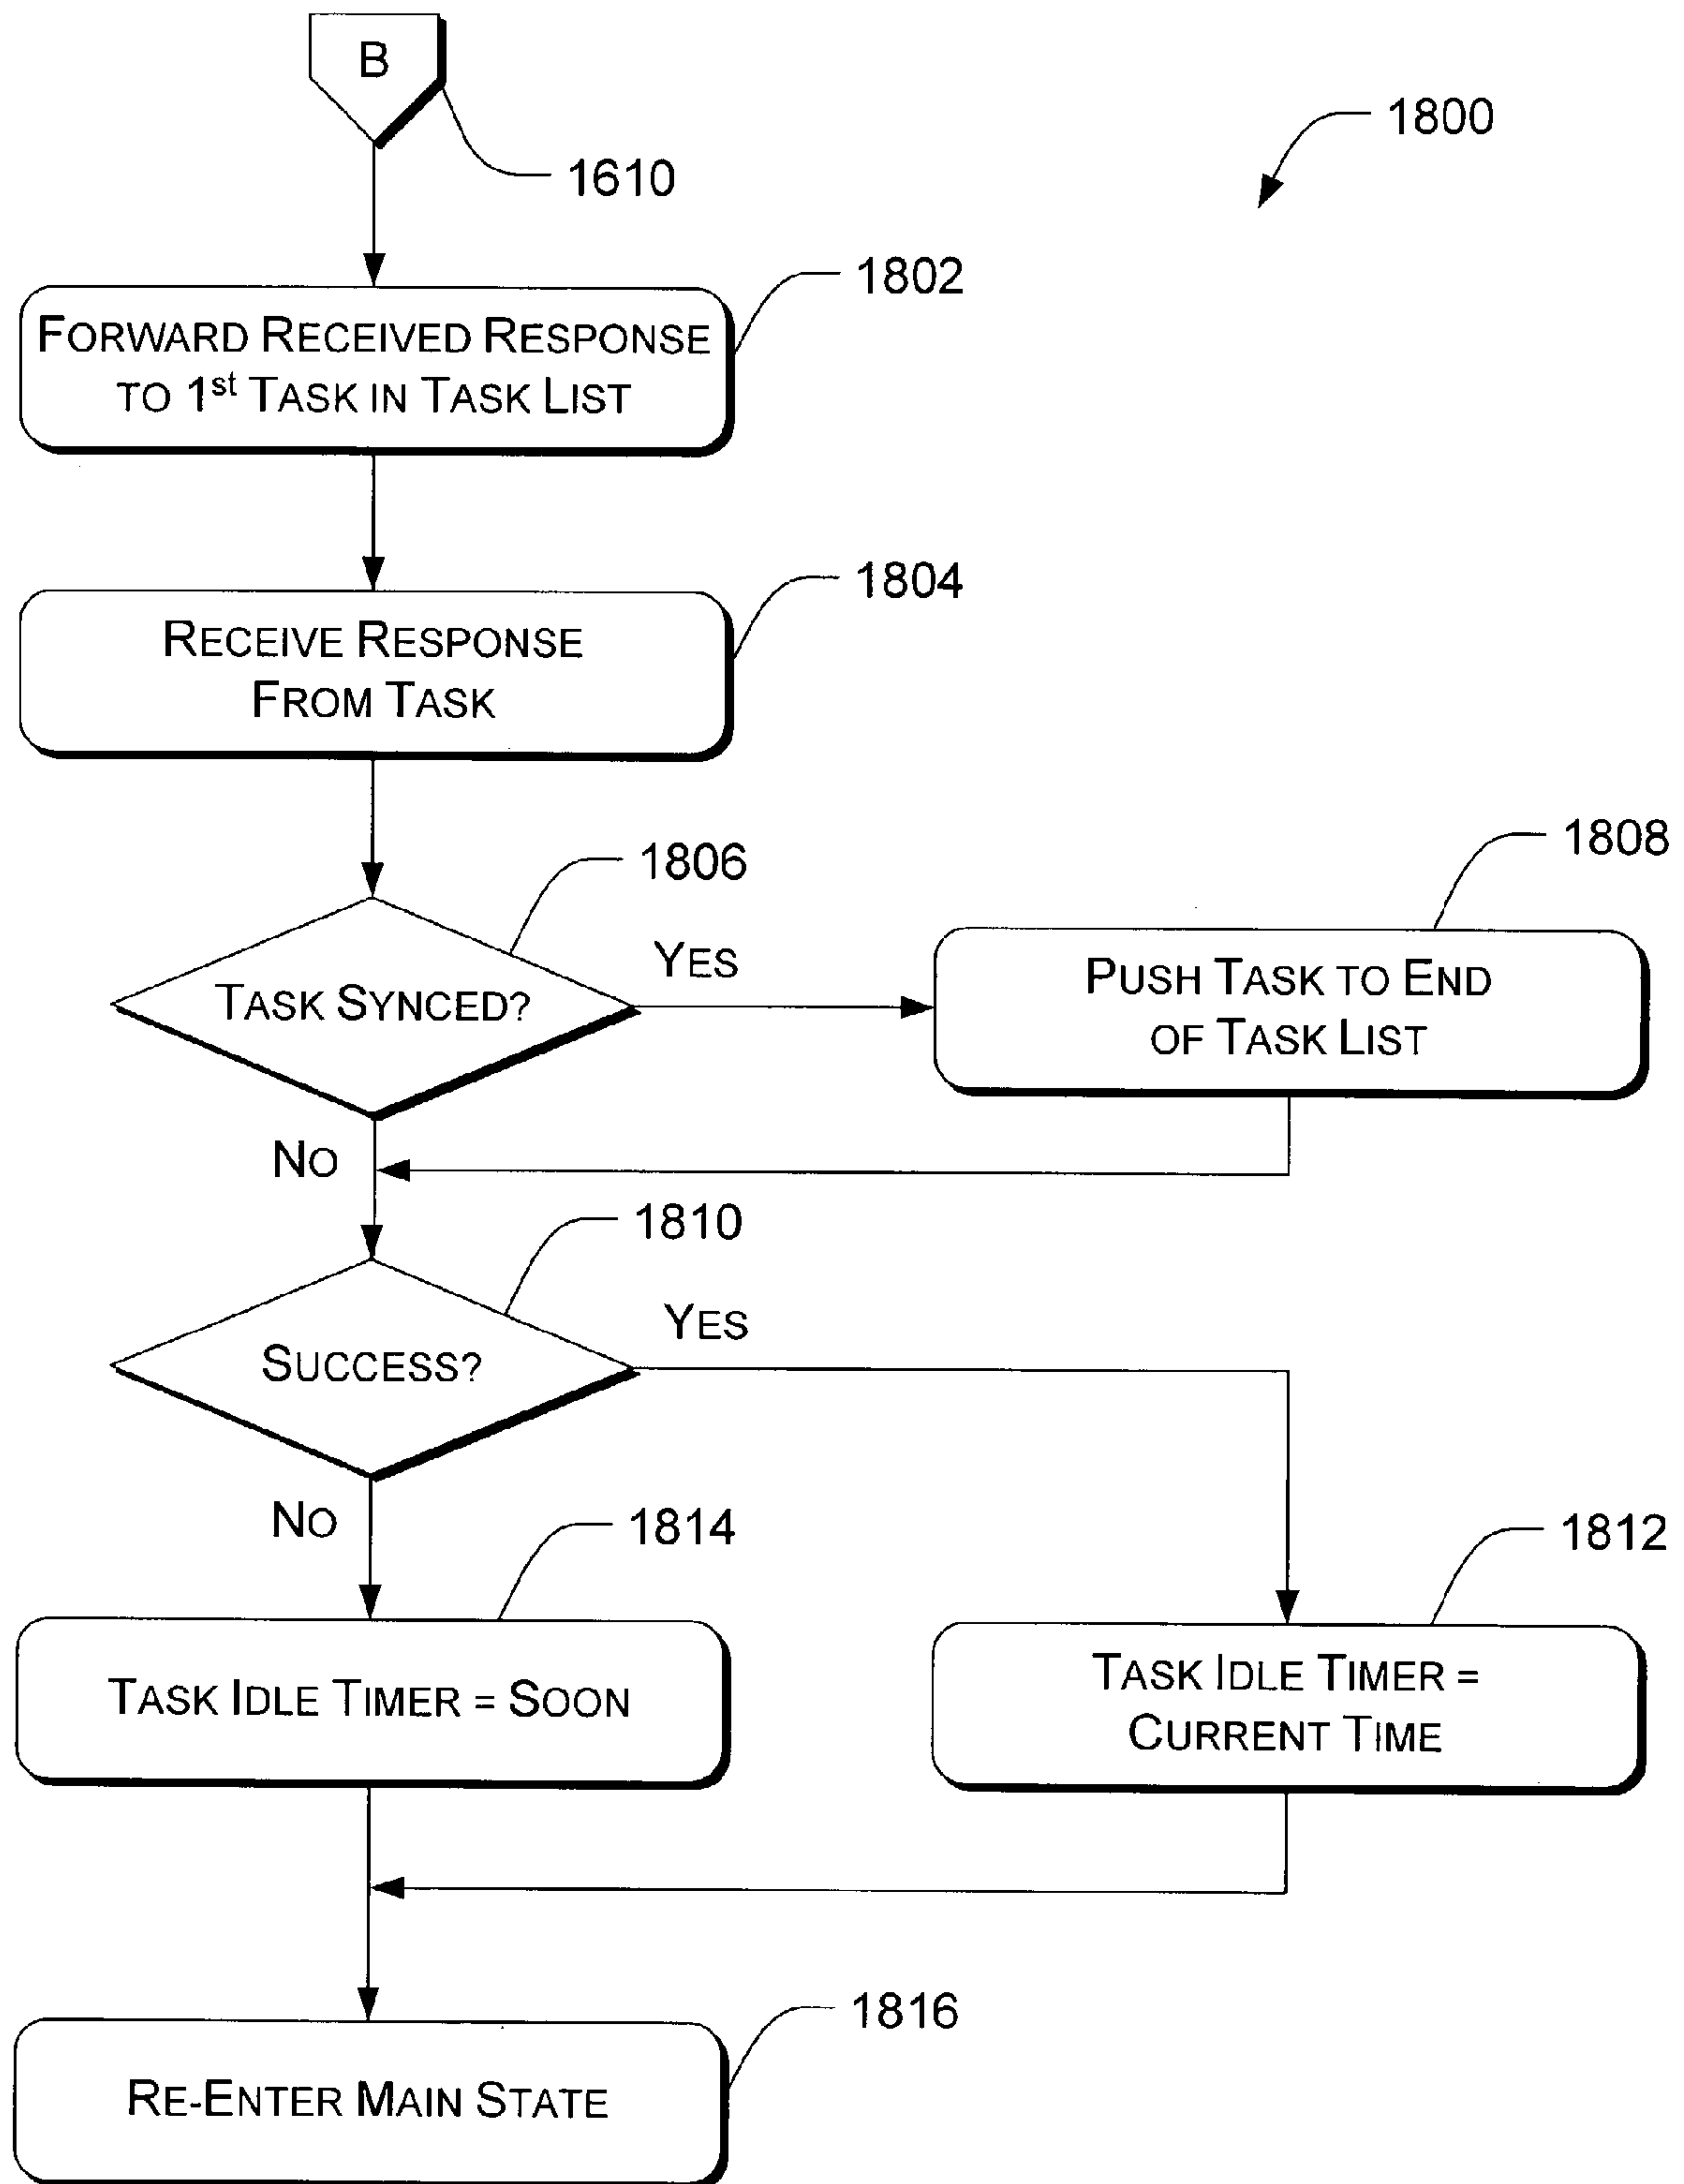 B
1800
1610
1802
FORWARD RECEIVED RESPONSE
TO 1st TASK IN TASK LIST
1804
RECEIVE RESPONSE
FROM TASK
1806
1808
YES
TASK SYNCED?
PUSH TASK TO END
OF TASK LIST
NO
1810
YES
SUCCESS?
NO
1814
1812
TASK IDLE TIMER = SOON
TASK IDLE TIMER =
CURRENT TIME
1816
RE-ENTER MAIN STATE